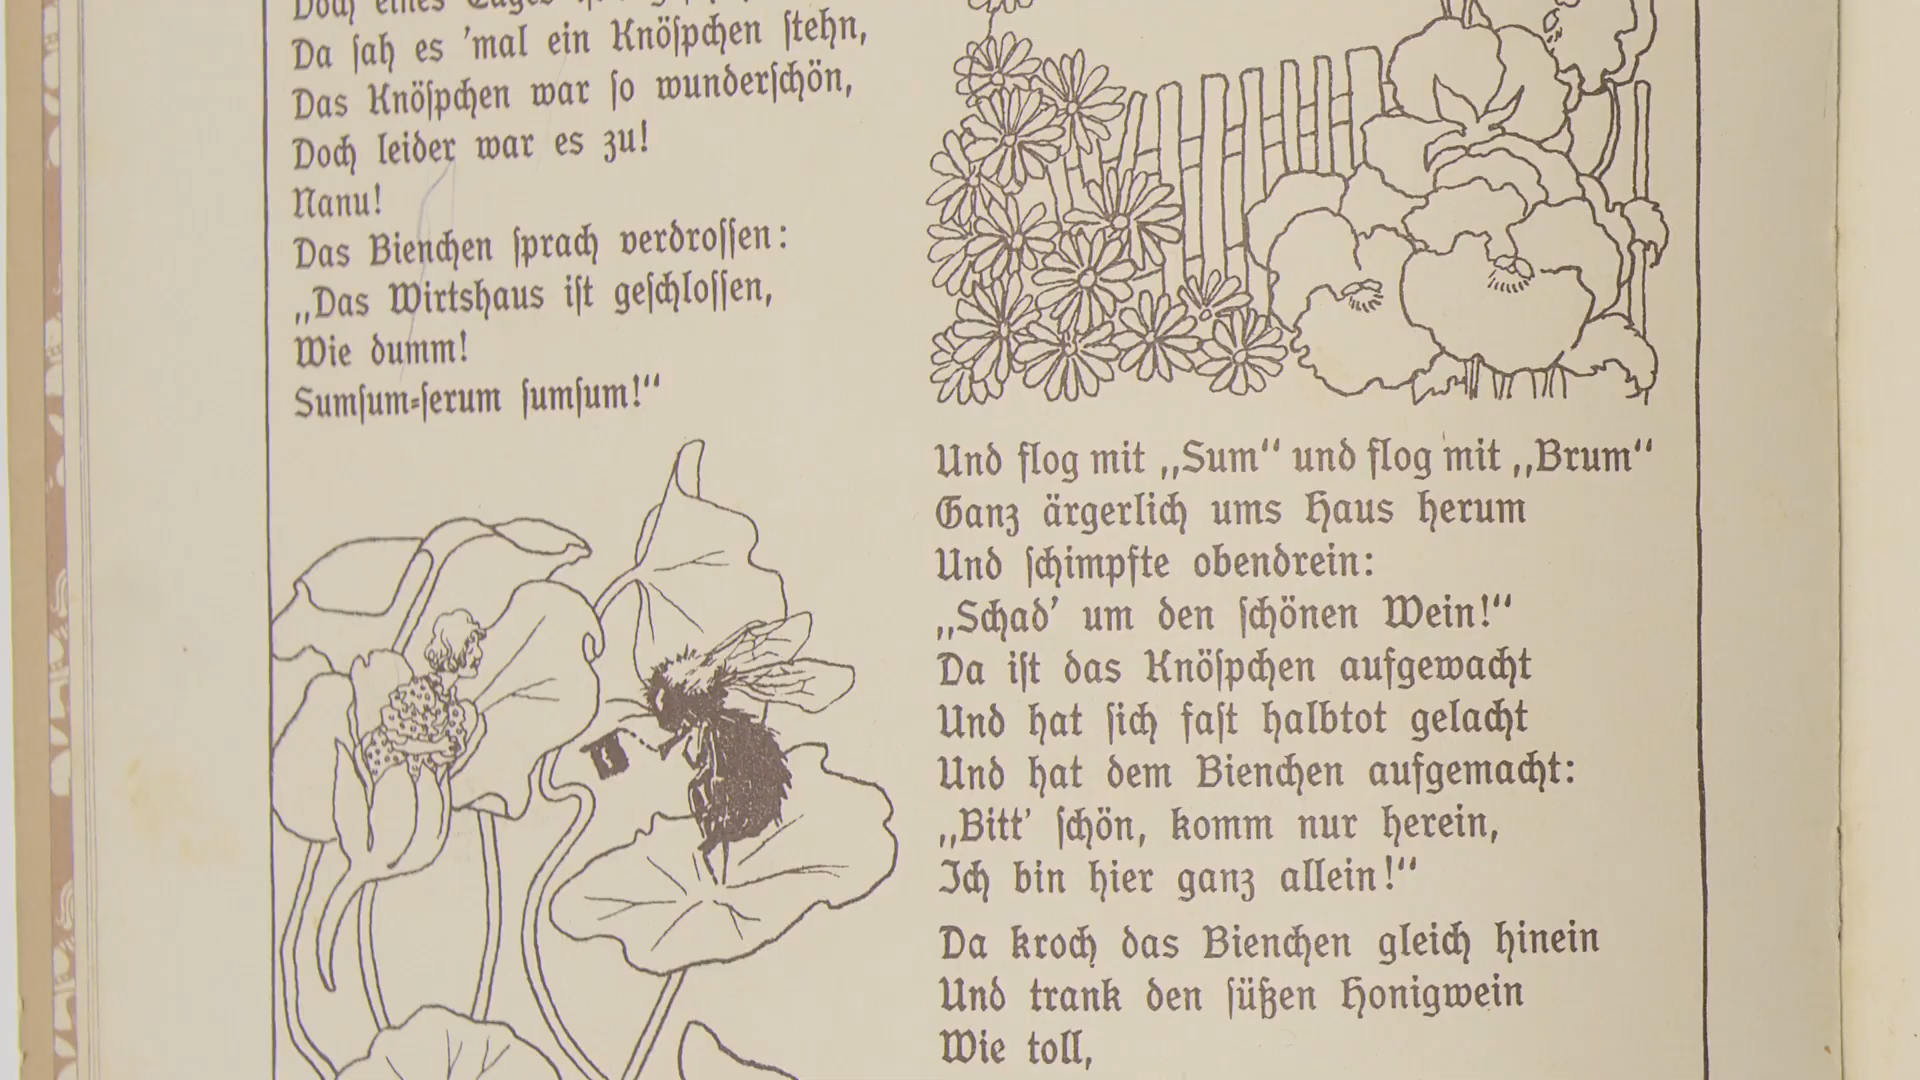 Doch eines Tages
Da sah es 'mal ein Knöspchen stehn,
Das Knöspchen war so wunderschön,
Doch leider war es zu!
Nanu!
Das Bienchen sprach verdrossen:
„Das Wirtshaus ist geschlossen,
Wie dumm!
Sumsum=serum sumsum!“
Und flog mit „Sum“ und flog mit „Brum“
Ganz ärgerlich ums Haus herum
Und schimpfte obendrein:
„Schad' um den schönen Wein!“
Da ist das Knöspchen aufgewacht
Und hat sich fast halbtot gelacht
Und hat dem Bienchen aufgemacht:
„Bitt' schön, komm nur herein,
Ich bin hier ganz allein!“
Da kroch das Bienchen gleich hinein
Und trank den süßen Honigwein
Wie toll,